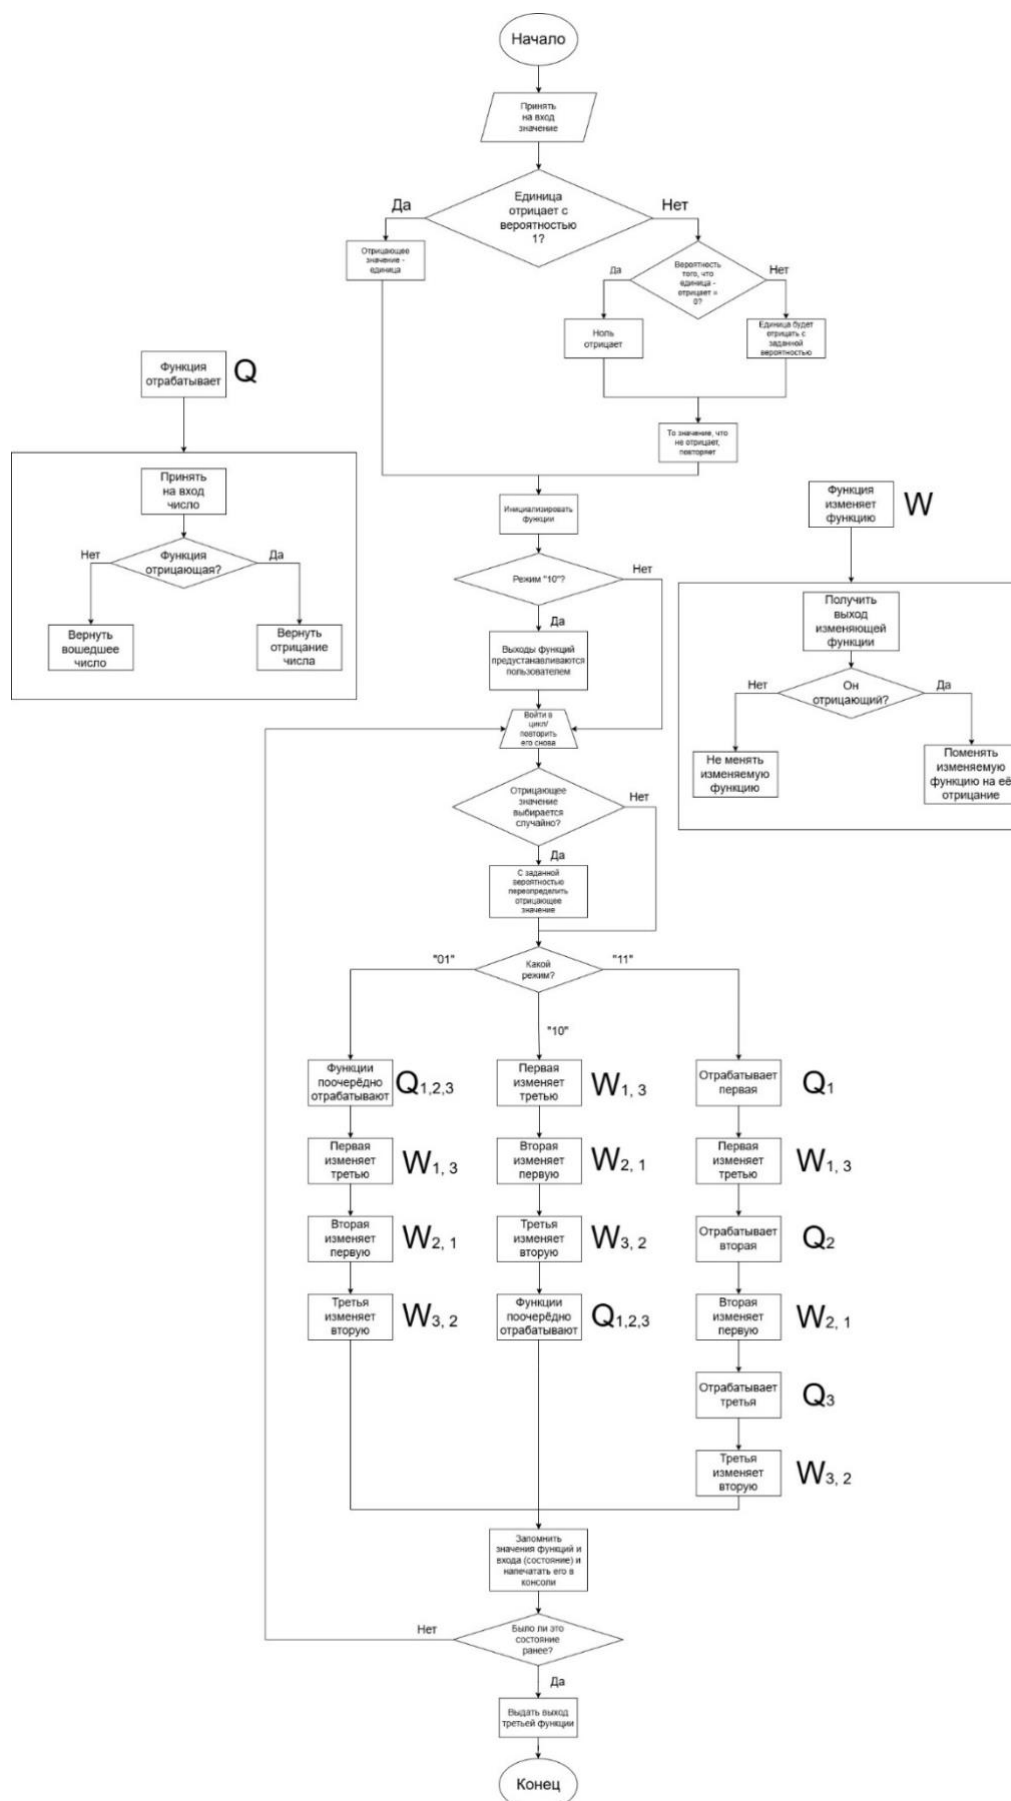 Начало
Принять
на вход
значение
Единица
отрицает с
вероятностью
1?
Да
Нет
Отрицающее
значение -
единица
Вероятность
того, что
единица -
отрицает =
0?
Да
Нет
Ноль
отрицает
Единица будет
отрицать с
заданной
вероятностью
То значение, что
не отрицает,
повторяет
Функция
отрабатывает
Q
Принять
на вход
число
Функция
отрицающая?
Нет
Да
Вернуть
вошедшее
число
Вернуть
отрицание
числа
Функция
изменяет
функцию
W
Получить
выход
изменяющей
функции
Он
отрицающий?
Нет
Да
Не менять
изменяемую
функцию
Поменять
изменяемую
функцию на её
отрицание
Инициализировать
функции
Режим "10"?
Нет
Да
Выходы функций
предустанавливаются
пользователем
Войти в
цикл/
повторить
его снова
Отрицающее
значение
выбирается
случайно?
Нет
Да
С заданной
вероятностью
переопределить
отрицающее
значение
Какой
режим?
"01"
"11"
"10"
Функции
поочерёдно
отрабатывают
Q1,2,3
Первая
изменяет
третью
W1, 3
Вторая
изменяет
первую
W2, 1
Третья
изменяет
вторую
W3, 2
Первая
изменяет
третью
W1, 3
Вторая
изменяет
первую
W2, 1
Третья
изменяет
вторую
W3, 2
Функции
поочерёдно
отрабатывают
Q1,2,3
Отрабатывает
первая
Q1
Первая
изменяет
третью
W1, 3
Отрабатывает
вторая
Q2
Вторая
изменяет
первую
W2, 1
Отрабатывает
третья
Q3
Третья
изменяет
вторую
W3, 2
Запомнить
значения функций и
входа (состояние) и
напечатать его в
консоли
Было ли это
состояние
ранее?
Нет
Да
Выдать выход
третьей функции
Конец